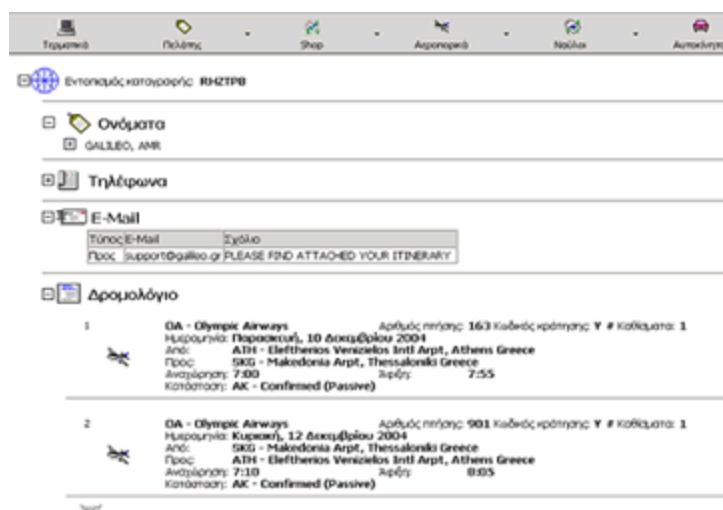 Τερματικό Πελάτης Shop Αεροπορικά Ναύλοι Αυτοκίνητα
Εντοπισμός καταγραφής: RHZTPB
Ονόματα
GALILEO, AMR
Τηλέφωνα
E-Mail
Τύπος E-Mail Σχόλιο
Προς support@galileo.gr PLEASE FIND ATTACHED YOUR ITINERARY
Δρομολόγιο
1 OA - Olympic Airways Αριθμός πτήσης: 163 Κωδικός κράτησης: Y # Καθίσματα: 1
Ημερομηνία: Παρασκευή, 10 Δεκεμβρίου 2004
Από: ATH - Eleftherios Venizelos Intl Arpt, Athens Greece
Προς: SKG - Makedonia Arpt, Thessaloniki Greece
Αναχώρηση: 7:00 Άφιξη: 7:55
Κατάσταση: AK - Confirmed (Passive)
2 OA - Olympic Airways Αριθμός πτήσης: 901 Κωδικός κράτησης: Y # Καθίσματα: 1
Ημερομηνία: Κυριακή, 12 Δεκεμβρίου 2004
Από: SKG - Makedonia Arpt, Thessaloniki Greece
Προς: ATH - Eleftherios Venizelos Intl Arpt, Athens Greece
Αναχώρηση: 7:10 Άφιξη: 8:05
Κατάσταση: AK - Confirmed (Passive)